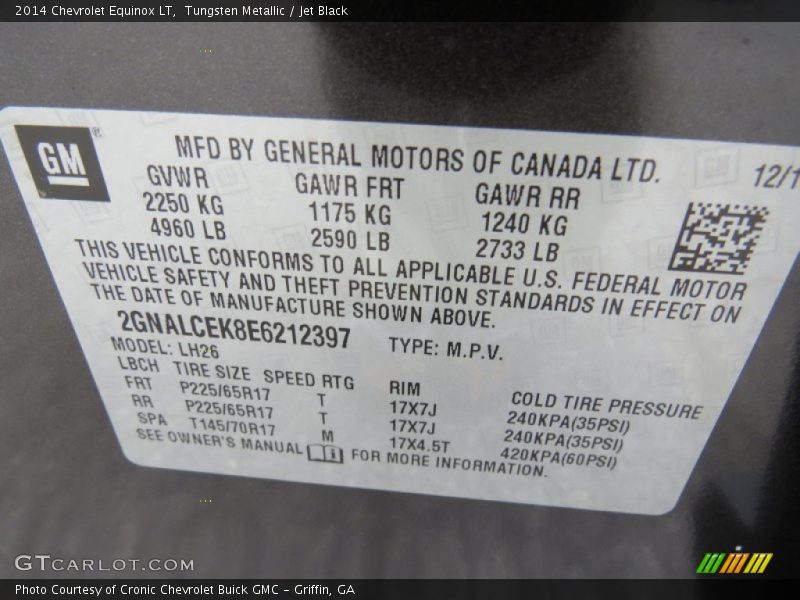 2014 Chevrolet Equinox LT,  Tungsten Metallic / Jet Black
GM
MFD BY GENERAL MOTORS OF CANADA LTD.
12/1
GVWR GAWR FRT GAWR RR
2250 KG 1175 KG 1240 KG
4960 LB 2590 LB 2733 LB
THIS VEHICLE CONFORMS TO ALL APPLICABLE U.S. FEDERAL MOTOR
VEHICLE SAFETY AND THEFT PREVENTION STANDARDS IN EFFECT ON
THE DATE OF MANUFACTURE SHOWN ABOVE.
2GNALCEK8E6212397 TYPE: M.P.V.
MODEL: LH26
LBCH TIRE SIZE SPEED RTG RIM COLD TIRE PRESSURE
FRT P225/65R17 T 17X7J 240KPA(35PSI)
RR P225/65R17 T 17X7J 240KPA(35PSI)
SPA T145/70R17 M 17X4.5T 420KPA(60PSI)
SEE OWNER'S MANUAL FOR MORE INFORMATION.
GTCARLOT.COM
Photo Courtesy of Cronic Chevrolet Buick GMC – Griffin, GA